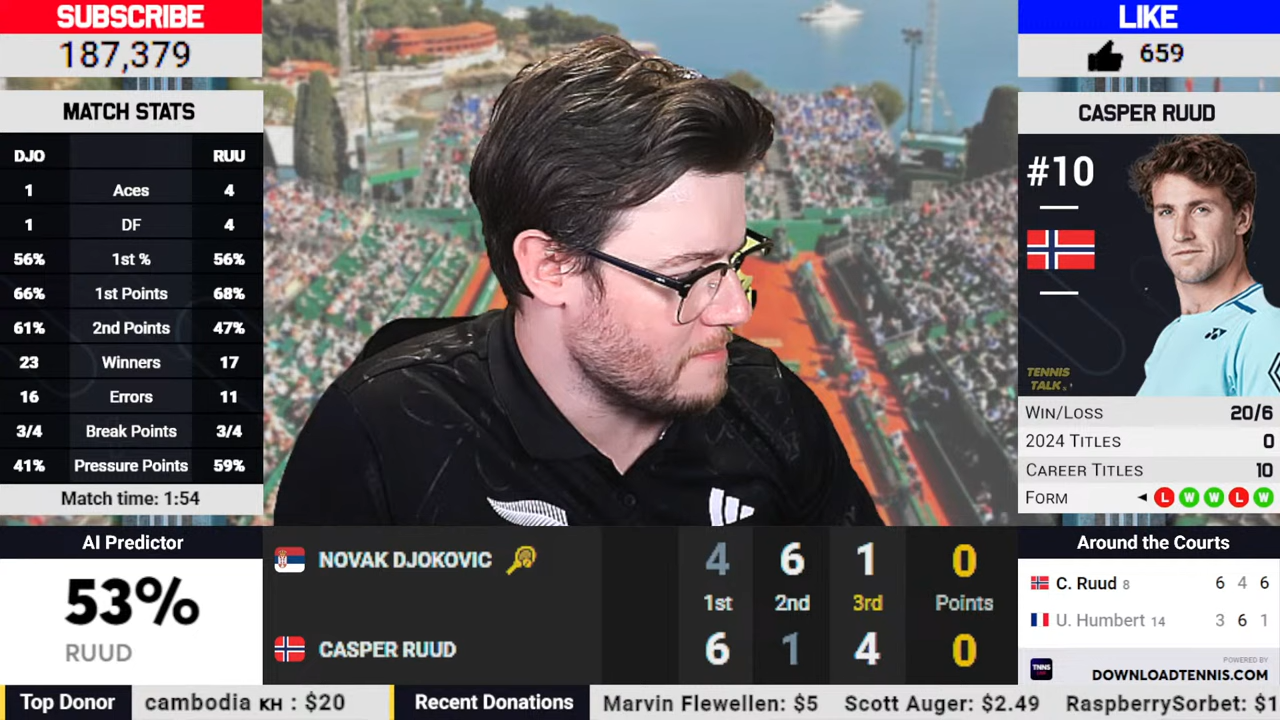 SUBSCRIBE
187,379
MATCH STATS
DJO RUU
1 Aces 4
1 DF 4
56% 1st % 56%
66% 1st Points 68%
61% 2nd Points 47%
23 Winners 17
16 Errors 11
3/4 Break Points 3/4
41% Pressure Points 59%
Match time: 1:54
AI Predictor
53%
RUUD
NOVAK DJOKOVIC 4 6 1 0
1st 2nd 3rd Points
CASPER RUUD 6 1 4 0
LIKE
659
CASPER RUUD
#10
TENNIS
TALK
WIN/LOSS 20/6
2024 TITLES 0
CAREER TITLES 10
FORM L W W L W
Around the Courts
C. Ruud 8 6 4 6
U. Humbert 14 3 6 1
TNNS
POWERED BY
DOWNLOADTENNIS.COM
Top Donor cambodia KH : $20 Recent Donations Marvin Flewellen: $5 Scott Auger: $2.49 RaspberrySorbet: $1